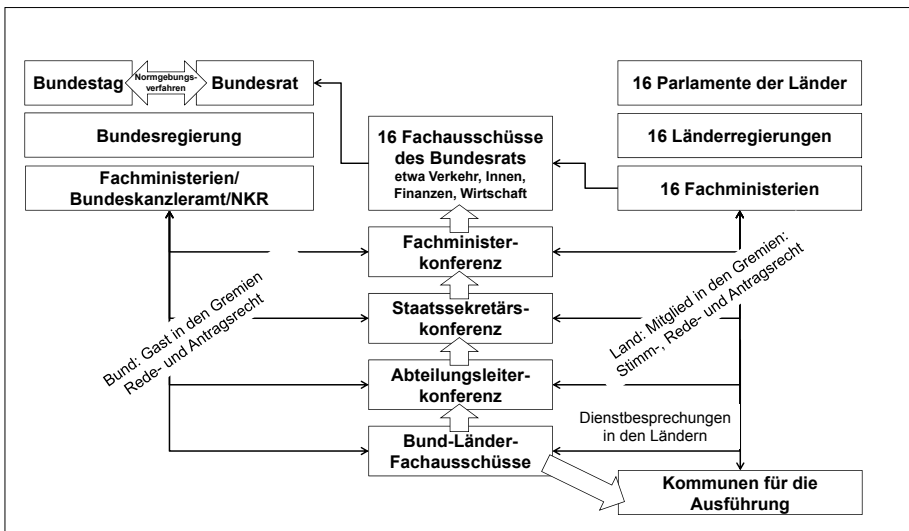 Bundestag
Normgebungs-
verfahren
Bundesrat
Bundesregierung
Fachministerien/
Bundeskanzleramt/NKR
16 Fachausschüsse
des Bundesrats
etwa Verkehr, Innen,
Finanzen, Wirtschaft
16 Parlamente der Länder
16 Länderregierungen
16 Fachministerien
Fachminister-
konferenz
Staatssekretärs-
konferenz
Abteilungsleiter-
konferenz
Bund-Länder-
Fachausschüsse
Bund: Gast in den Gremien
Rede- und Antragsrecht
Land: Mitglied in den Gremien:
Stimm-, Rede- und Antragsrecht
Dienstbesprechungen
in den Ländern
Kommunen für die
Ausführung